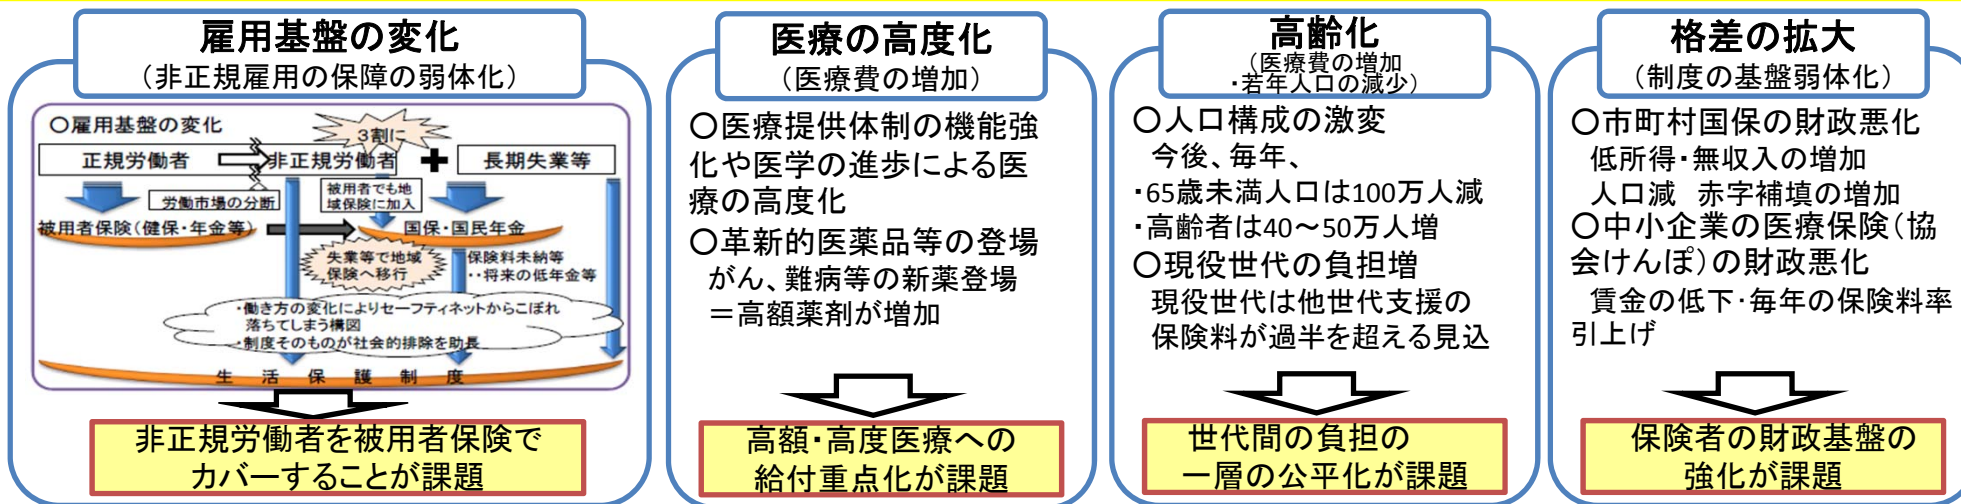 雇用基盤の変化
（非正規雇用の保障の弱体化）
〇雇用基盤の変化
3割に
正規労働者
非正規労働者
長期失業等
労働市場の分断
被用者でも地
域保険に加入
被用者保険（健保・年金等）
国保・国民年金
失業等で地域
保険へ移行
保険料未納等
・・将来の低年金等
・働き方の変化によりセーフティネットからこぼれ
落ちてしまう構図
・制度そのものが社会的排除を助長
生活保護制度
非正規労働者を被用者保険で
カバーすることが課題
医療の高度化
（医療費の増加）
〇医療提供体制の機能強
化や医学の進歩による医
療の高度化
〇革新的医薬品等の登場
がん、難病等の新薬登場
＝高額薬剤が増加
高額・高度医療への
給付重点化が課題
高齢化
（医療費の増加
・若年人口の減少）
〇人口構成の激変
今後、毎年、
・65歳未満人口は100万人減
・高齢者は40～50万人増
〇現役世代の負担増
現役世代は他世代支援の
保険料が過半を超える見込
世代間の負担の
一層の公平化が課題
格差の拡大
（制度の基盤弱体化）
〇市町村国保の財政悪化
低所得・無収入の増加
人口減　赤字補填の増加
〇中小企業の医療保険（協
会けんぽ）の財政悪化
賃金の低下・毎年の保険料率
引上げ
保険者の財政基盤の
強化が課題